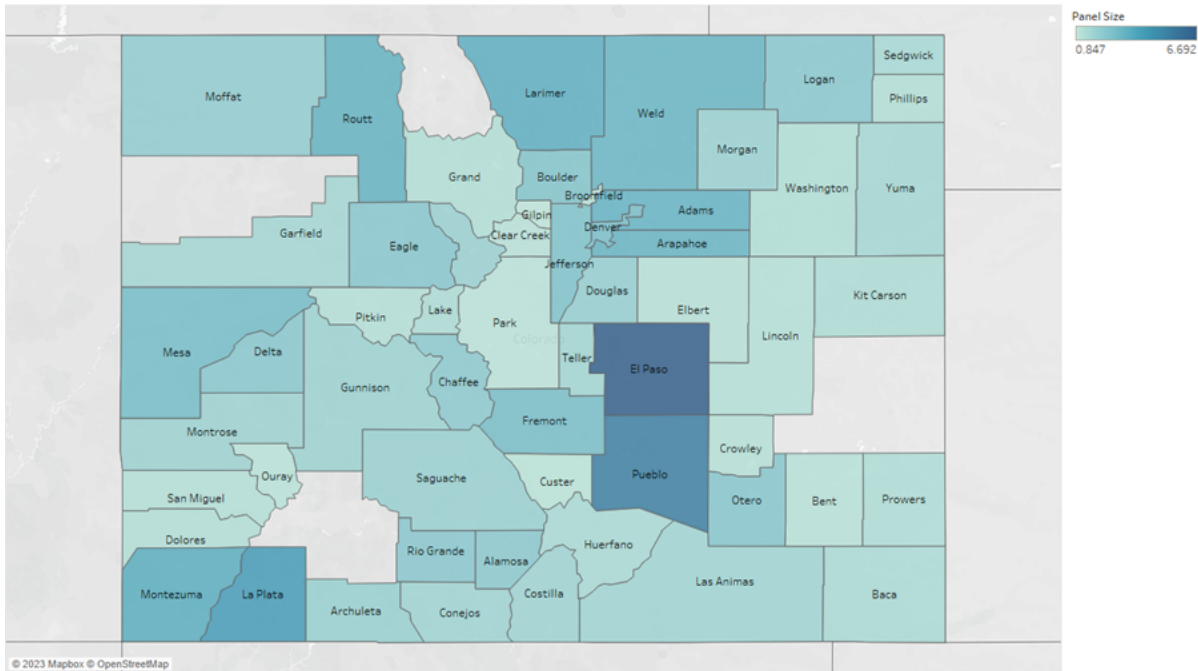 Panel Size
0.847 6.692
Sedgwick
Logan
Moffat
Larimer
Phillips
Routt
Weld
Morgan
Grand
Boulder
Washington
Yuma
Broomfield
Adams
Gilpin
Denver
Garfield
Clear Creek
Eagle
Arapahoe
Jefferson
Douglas
Kit Carson
Pitkin
Lake
Elbert
Park
Colorado
Lincoln
Mesa
Delta
Teller
El Paso
Gunnison
Chaffee
Fremont
Montrose
Crowley
Ouray
Saguache
Pueblo
Custer
San Miguel
Otero
Bent
Prowers
Dolores
Rio Grande
Huerfano
Alamosa
Montezuma
La Plata
Las Animas
Costilla
Baca
Archuleta
Conejos
© 2023 Mapbox © OpenStreetMap